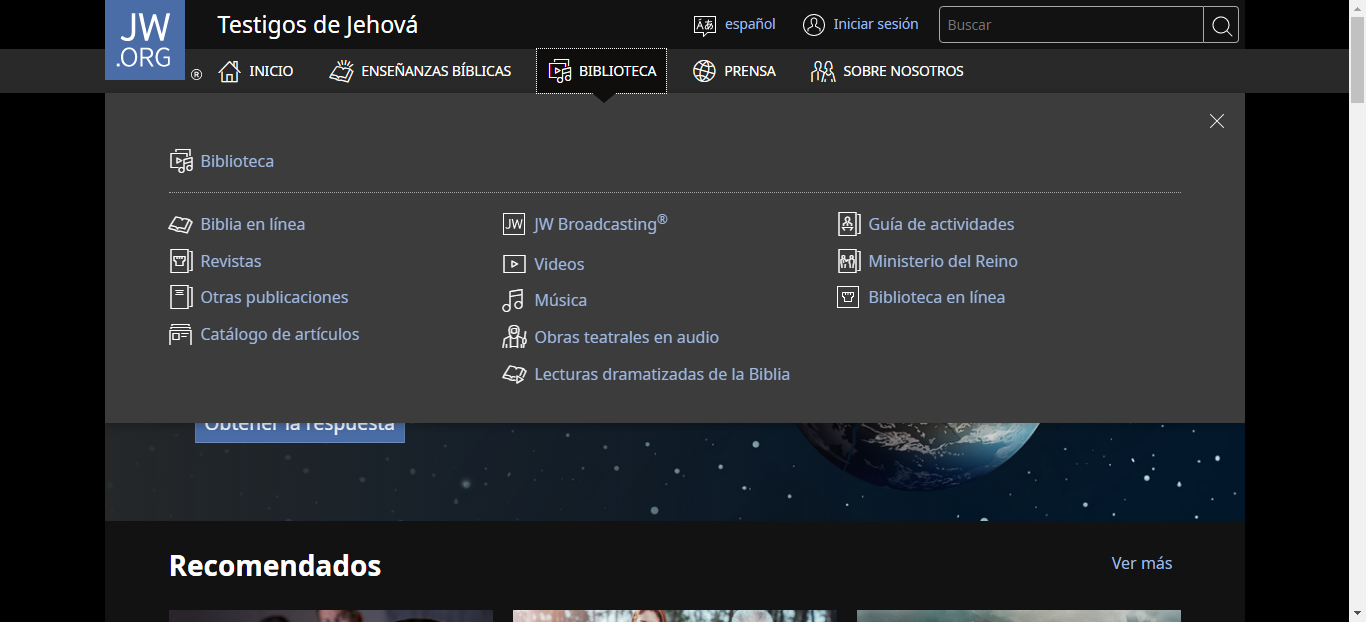 JW
.ORG
®
Testigos de Jehová
español
Iniciar sesión
Buscar
INICIO
ENSEÑANZAS BÍBLICAS
BIBLIOTECA
PRENSA
SOBRE NOSOTROS
Biblioteca
Biblia en línea
Revistas
Otras publicaciones
Catálogo de artículos
JW
JW Broadcasting®
Videos
Música
Obras teatrales en audio
Lecturas dramatizadas de la Biblia
Guía de actividades
Ministerio del Reino
Biblioteca en línea
Obtener la respuesta
Recomendados
Ver más